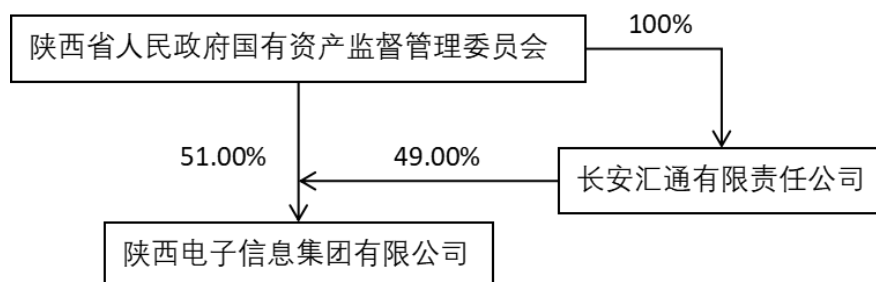 陕西省人民政府国有资产监督管理委员会
100%
51.00%
49.00%
长安汇通有限责任公司
陕西电子信息集团有限公司